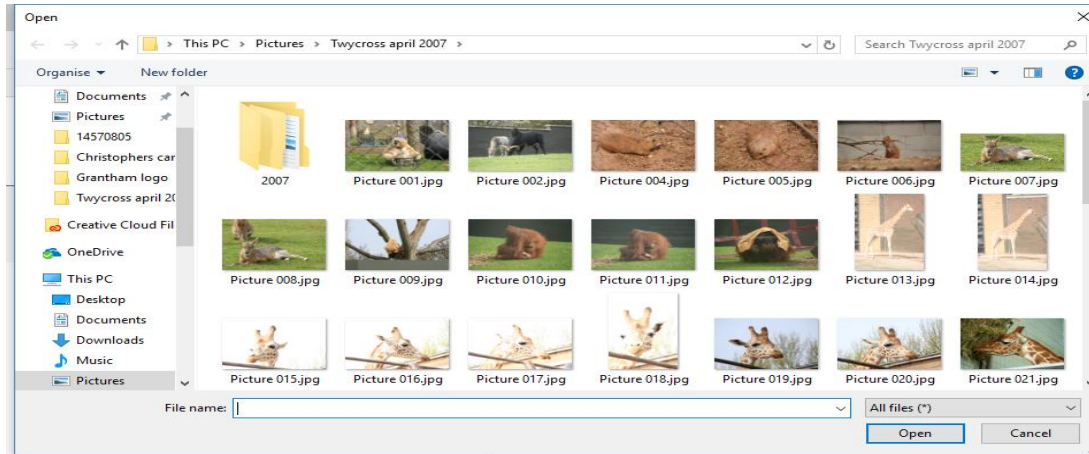 Open
This PC > Pictures > Twycross april 2007 >
Search Twycross april 2007
Organise
New folder
Documents
Pictures
14570805
Christophers car
Grantham logo
Twycross april 20
Creative Cloud Fil
OneDrive
This PC
Desktop
Documents
Downloads
Music
Pictures
2007
Picture 001.jpg
Picture 002.jpg
Picture 004.jpg
Picture 005.jpg
Picture 006.jpg
Picture 007.jpg
Picture 008.jpg
Picture 009.jpg
Picture 010.jpg
Picture 011.jpg
Picture 012.jpg
Picture 013.jpg
Picture 014.jpg
Picture 015.jpg
Picture 016.jpg
Picture 017.jpg
Picture 018.jpg
Picture 019.jpg
Picture 020.jpg
Picture 021.jpg
File name:
All files (*)
Open
Cancel